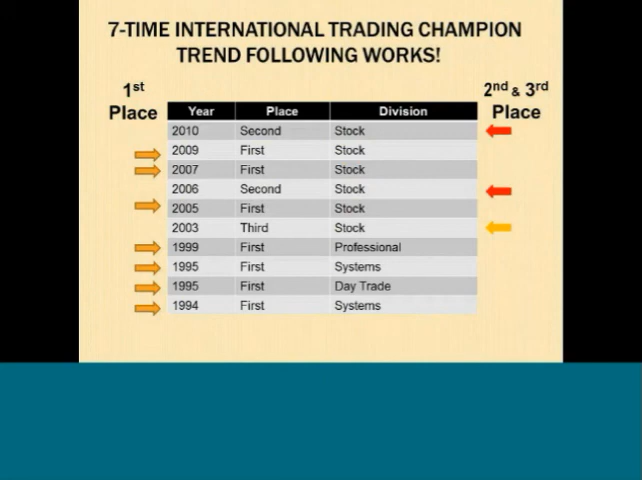 7-TIME INTERNATIONAL TRADING CHAMPION
TREND FOLLOWING WORKS!
1st Place
2nd & 3rd Place
Year Place Division
2010 Second Stock
2009 First Stock
2007 First Stock
2006 Second Stock
2005 First Stock
2003 Third Stock
1999 First Professional
1995 First Systems
1995 First Day Trade
1994 First Systems